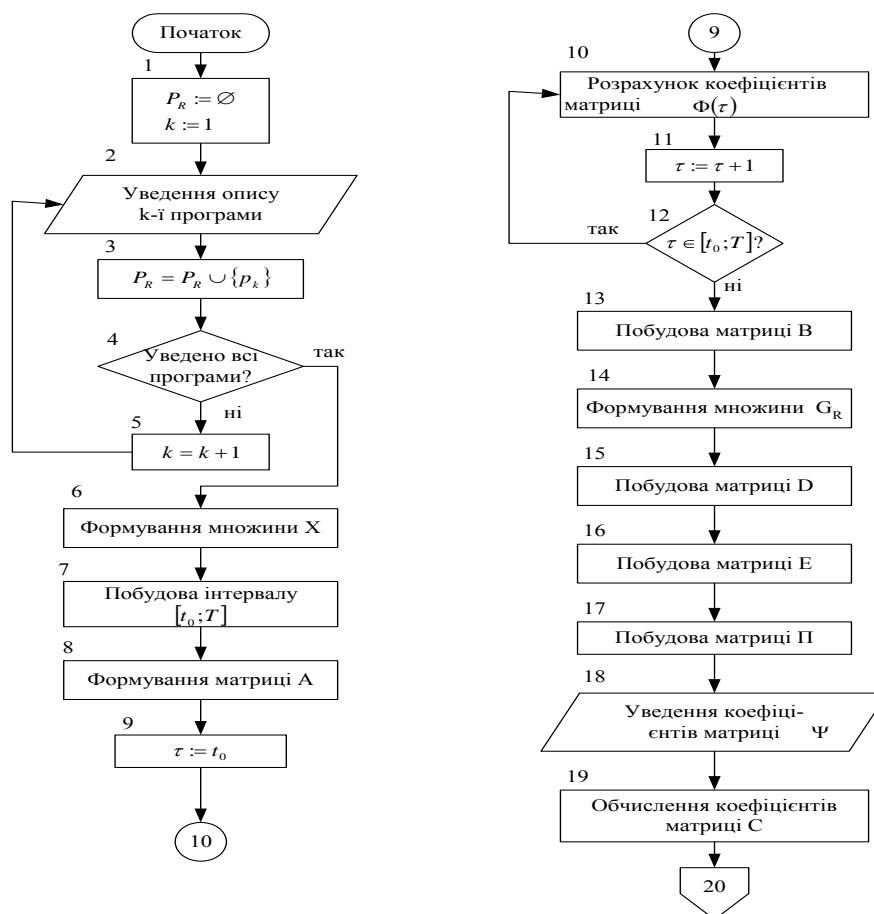 Початок
1
P_R := ∅
k := 1
2
Уведення опису
k-ї програми
3
P_R = P_R ∪ {p_k}
4
Уведено всі
програми?
так
ні
5
k = k + 1
6
Формування множини X
7
Побудова інтервалу
[t_0; T]
8
Формування матриці A
9
τ := t_0
10
9
10
Розрахунок коефіцієнтів
матриці Φ(τ)
11
τ := τ + 1
12
τ ∈ [t_0; T]?
так
ні
13
Побудова матриці B
14
Формування множини G_R
15
Побудова матриці D
16
Побудова матриці E
17
Побудова матриці П
18
Уведення коефіці-
єнтів матриці Ψ
19
Обчислення коефіцієнтів
матриці C
20